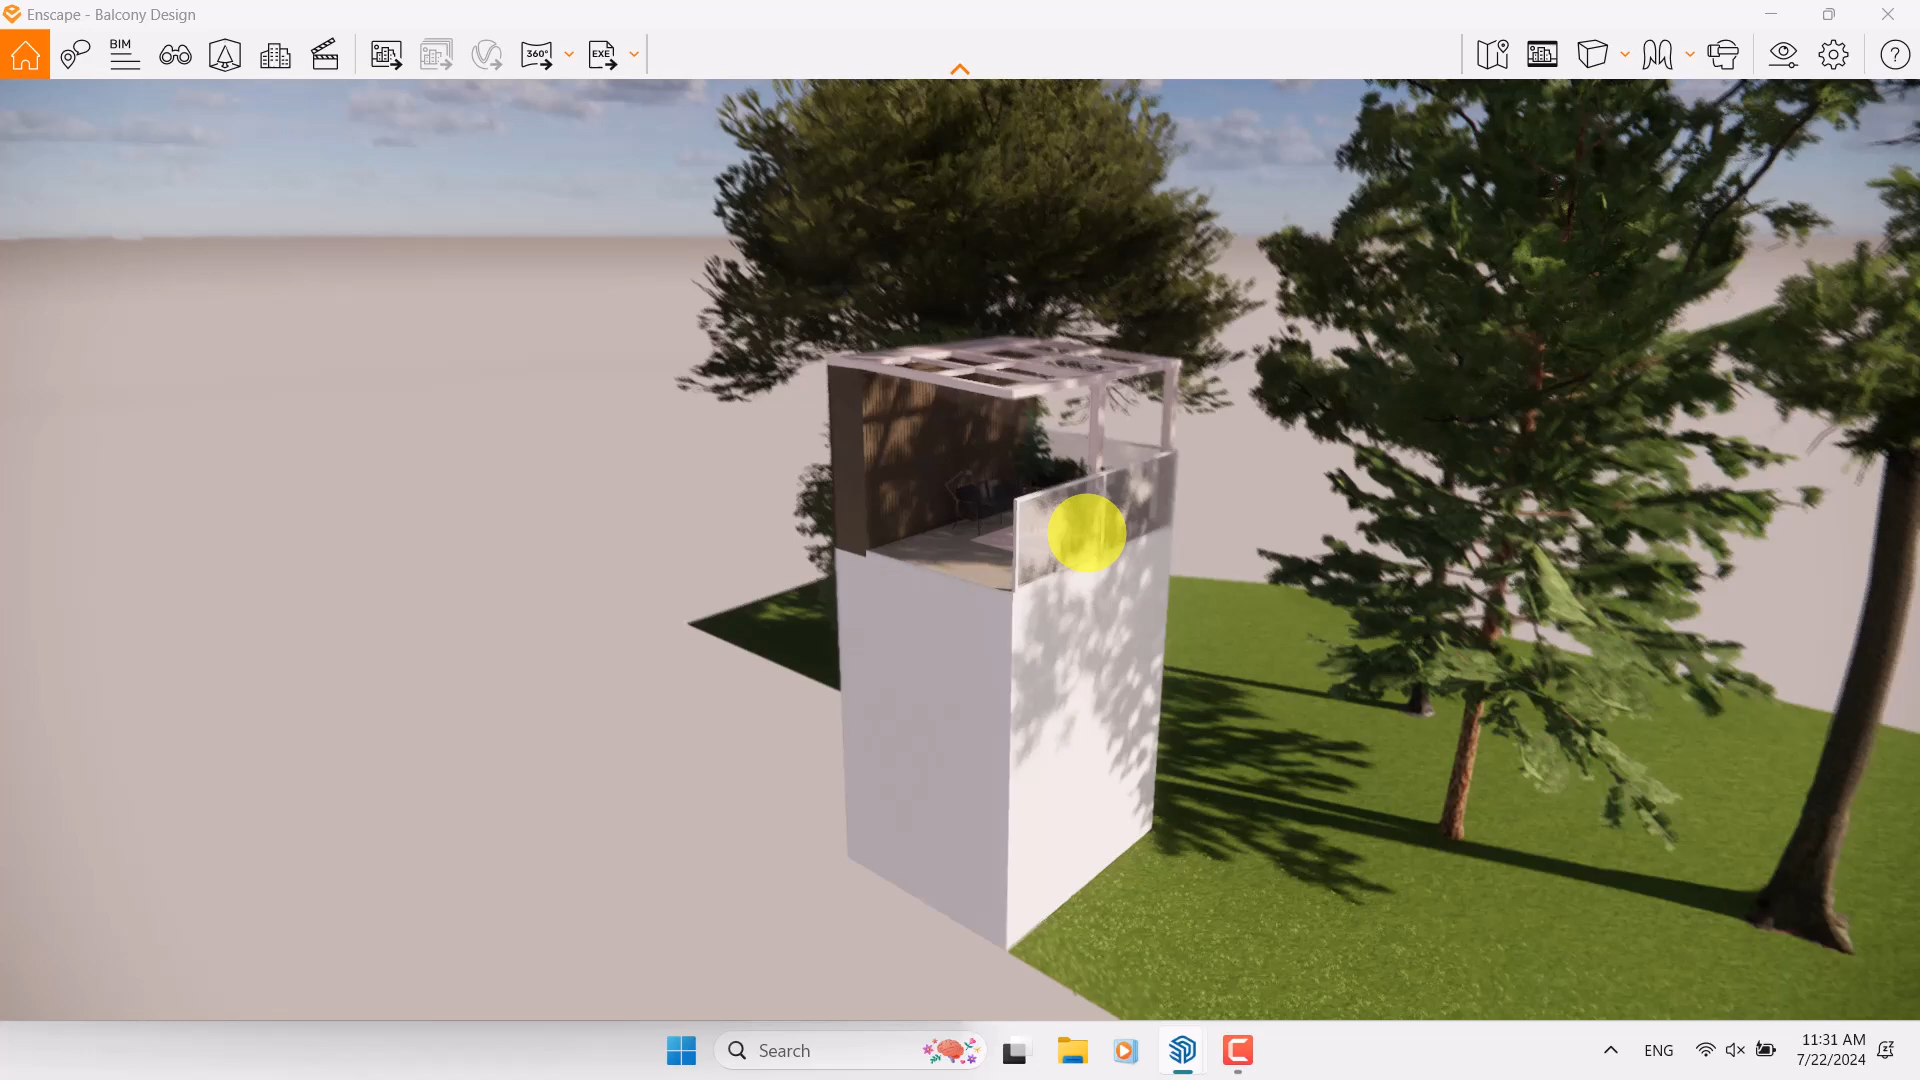 Enscape - Balcony Design
BIM
360°
EXE
?
Search
ENG
11:31 AM
7/22/2024